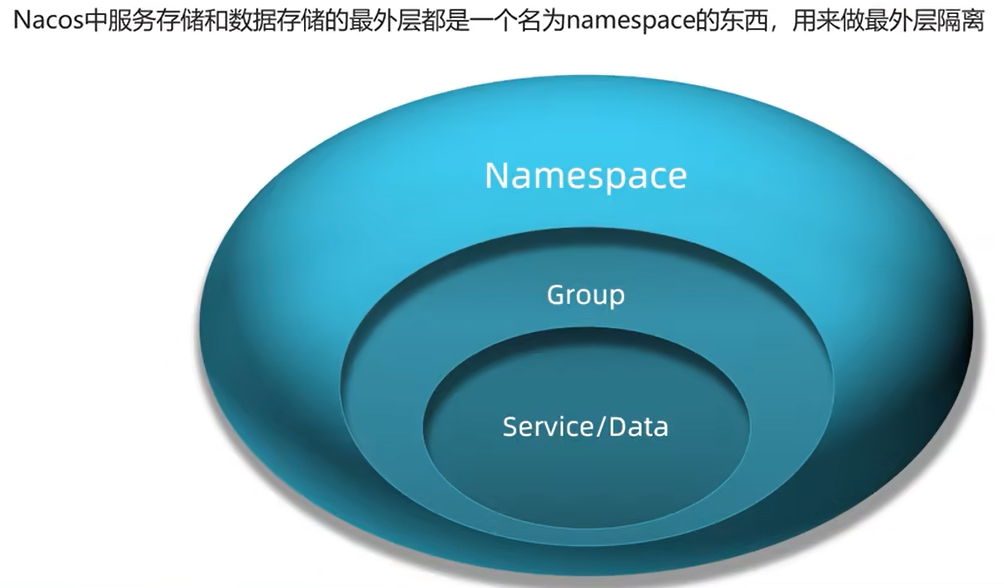 Nacos中服务存储和数据存储的最外层都是一个名为namespace的东西，用来做最外层隔离
Namespace
Group
Service/Data